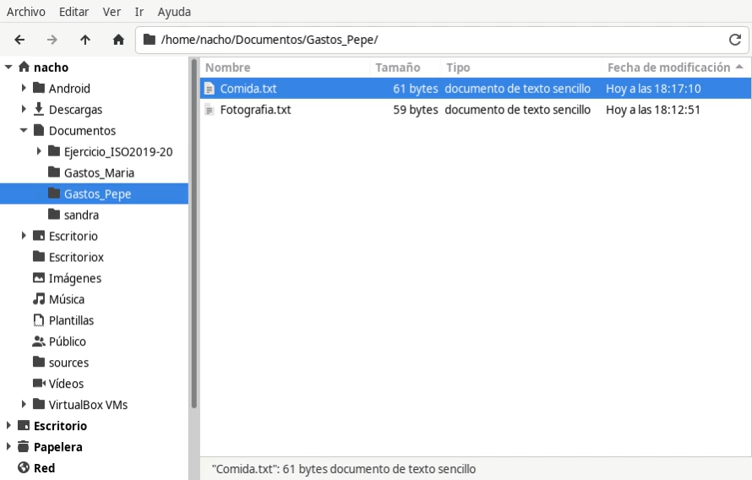 Archivo Editar Ver Ir Ayuda
/home/nacho/Documentos/Gastos_Pepe/
nacho
Android
Descargas
Documentos
Ejercicio_ISO2019-20
Gastos_Maria
Gastos_Pepe
sandra
Escritorio
Escritoriox
Imágenes
Música
Plantillas
Público
sources
Vídeos
VirtualBox VMs
Escritorio
Papelera
Red
Nombre Tamaño Tipo Fecha de modificación
Comida.txt 61 bytes documento de texto sencillo Hoy a las 18:17:10
Fotografia.txt 59 bytes documento de texto sencillo Hoy a las 18:12:51
"Comida.txt": 61 bytes documento de texto sencillo